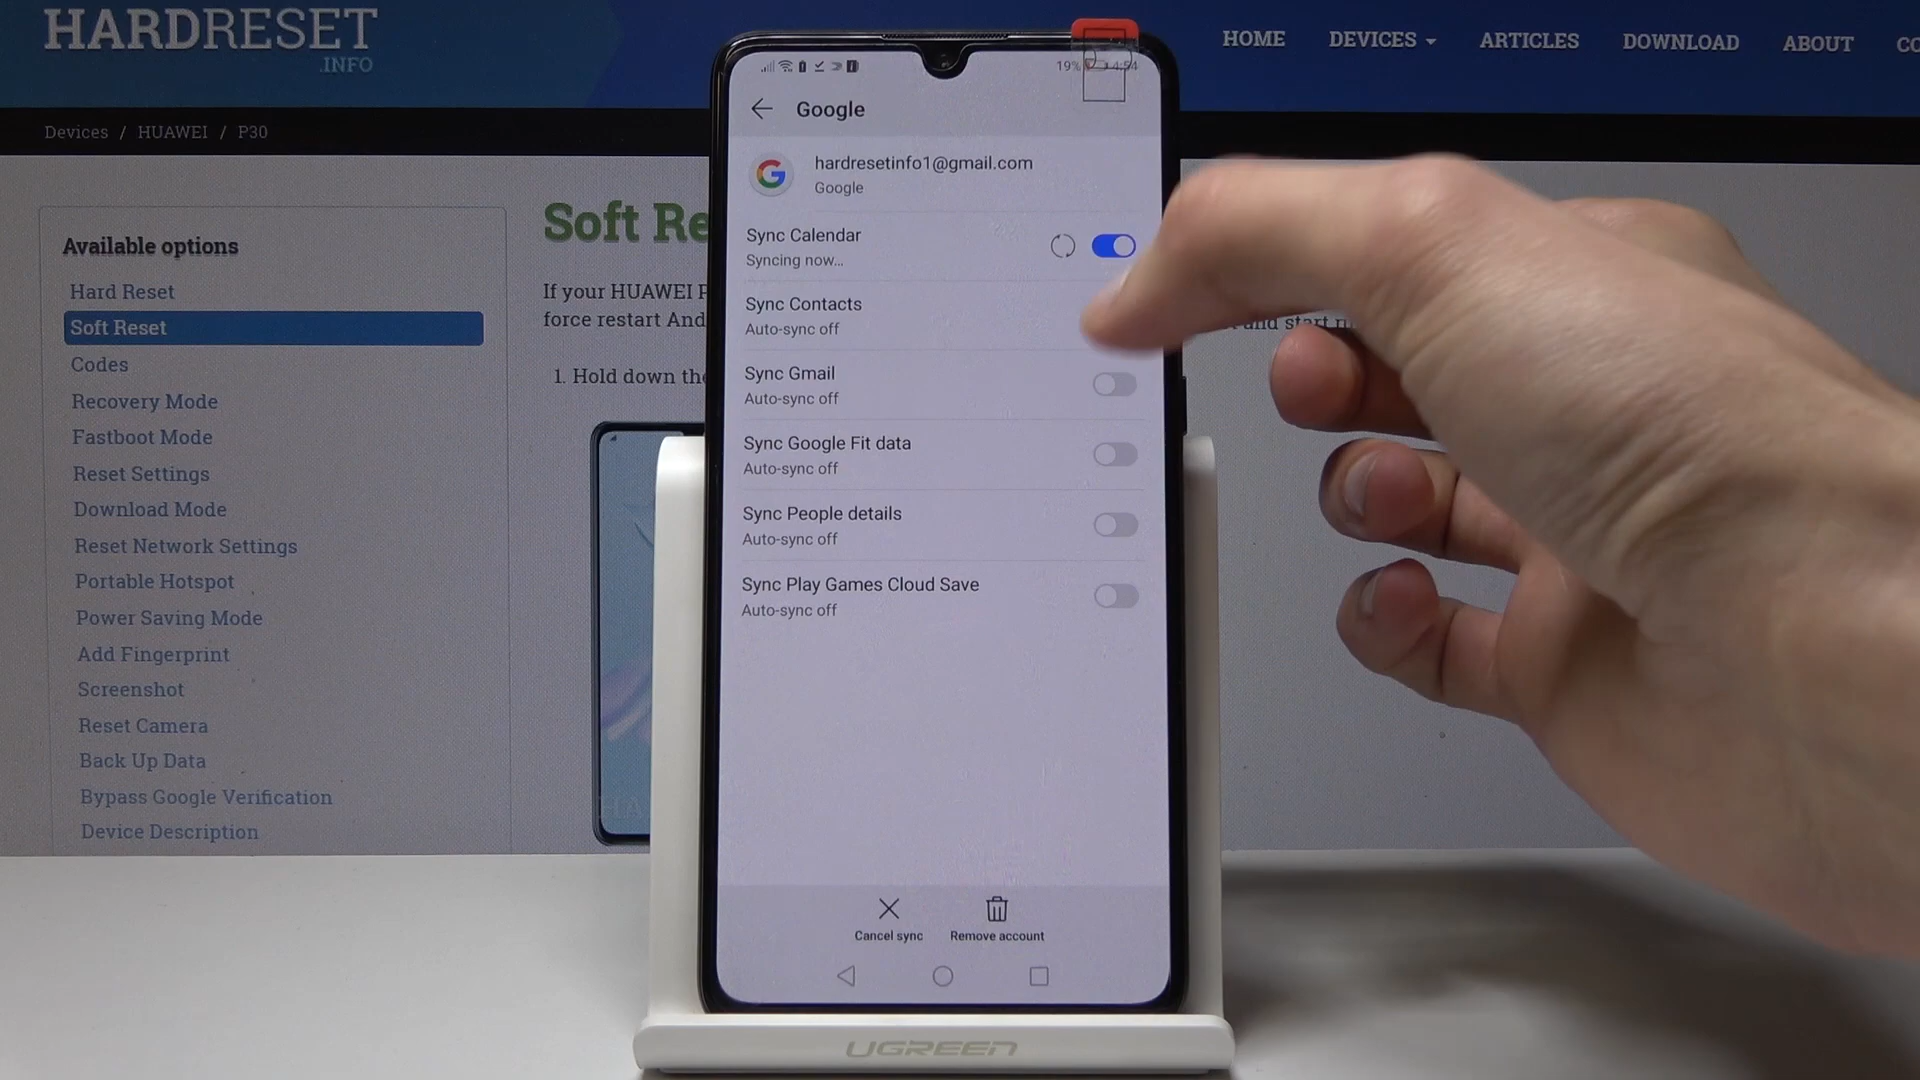 HARDRESET
.INFO
HOME
DEVICES
ARTICLES
DOWNLOAD
ABOUT
Devices / HUAWEI / P30
Available options
Hard Reset
Soft Reset
Codes
Recovery Mode
Fastboot Mode
Reset Settings
Download Mode
Reset Network Settings
Portable Hotspot
Power Saving Mode
Add Fingerprint
Screenshot
Reset Camera
Back Up Data
Bypass Google Verification
Device Description
Soft Re
If your HUAWEI
force restart And
and start
1. Hold down the
19%
4:54
Google
hardresetinfo1@gmail.com
Google
Sync Calendar
Syncing now...
Sync Contacts
Auto-sync off
Sync Gmail
Auto-sync off
Sync Google Fit data
Auto-sync off
Sync People details
Auto-sync off
Sync Play Games Cloud Save
Auto-sync off
Cancel sync
Remove account
UGREEN